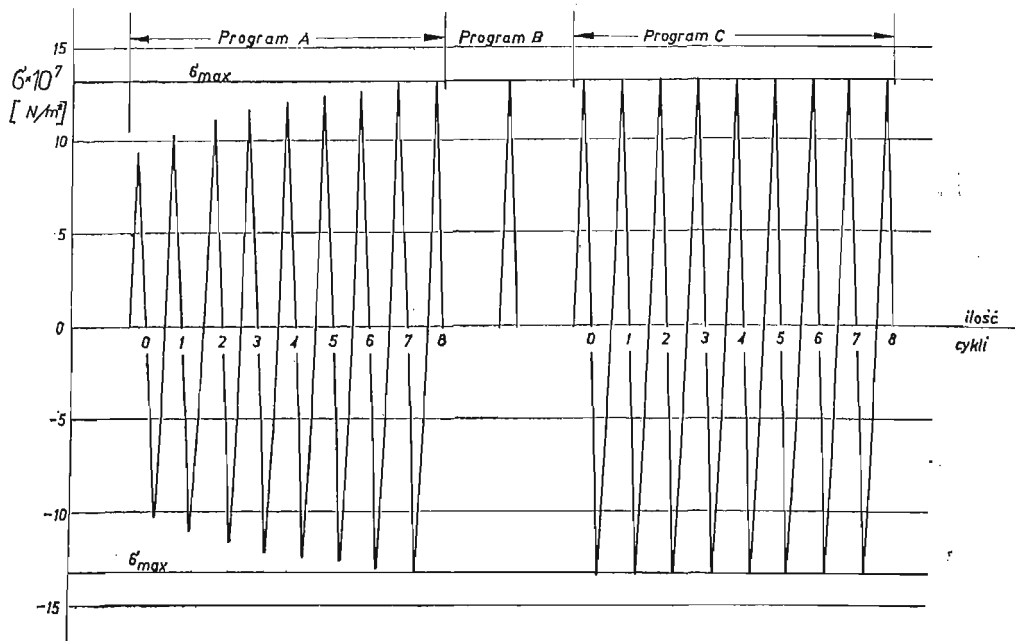 Program A Program B Program C
15
σmax
σ×10⁷
[N/m²]
10
5
0
0 1 2 3 4 5 6 7 8 0 1 2 3 4 5 6 7 8
ilość
cykli
-5
-10
σmax
-15